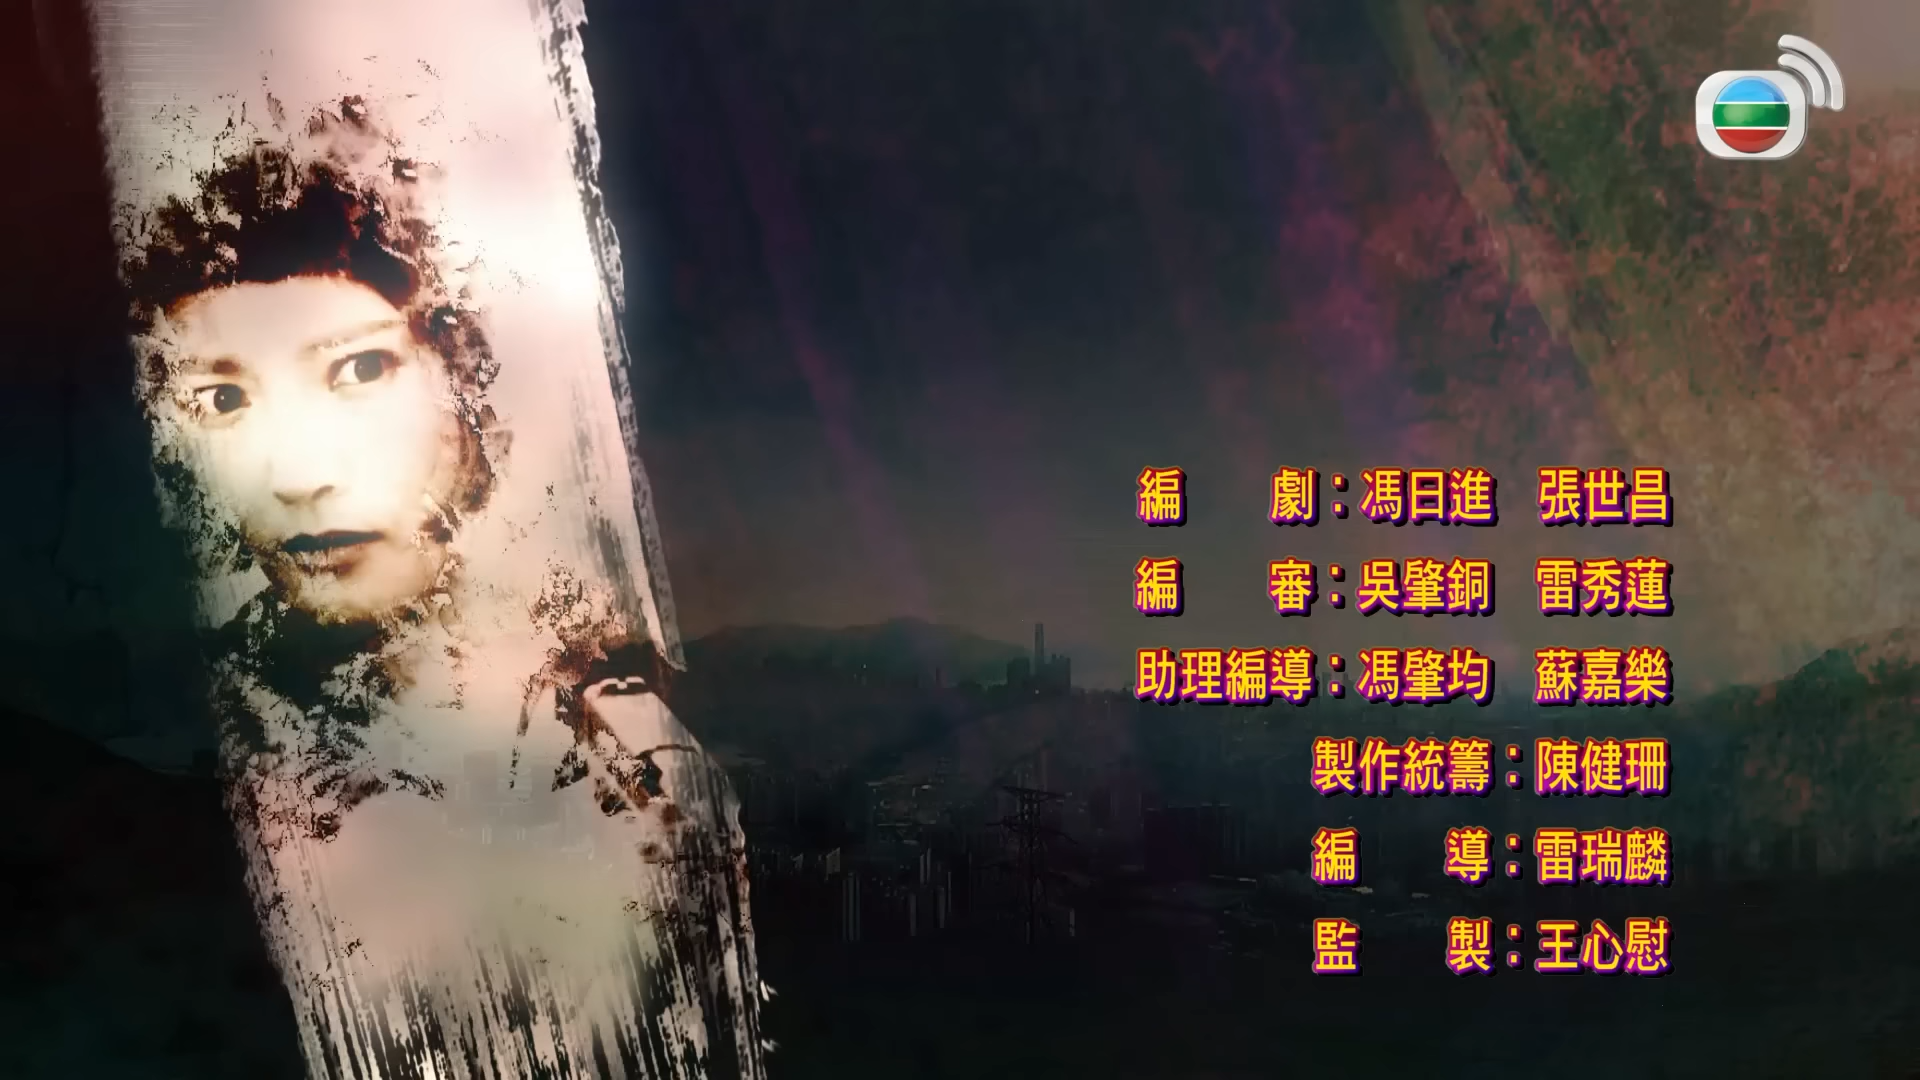 編　　劇：馮日進　張世昌
編　　審：吳肇銅　雷秀蓮
助理編導：馮肇均　蘇嘉樂
製作統籌：陳健珊
編　　導：雷瑞麟
監　　製：王心慰